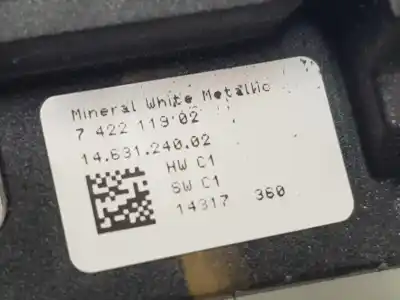 Mineral White Metallic
7 422 119.02
14.631.240.02
HW C1
SW C1
14317 360